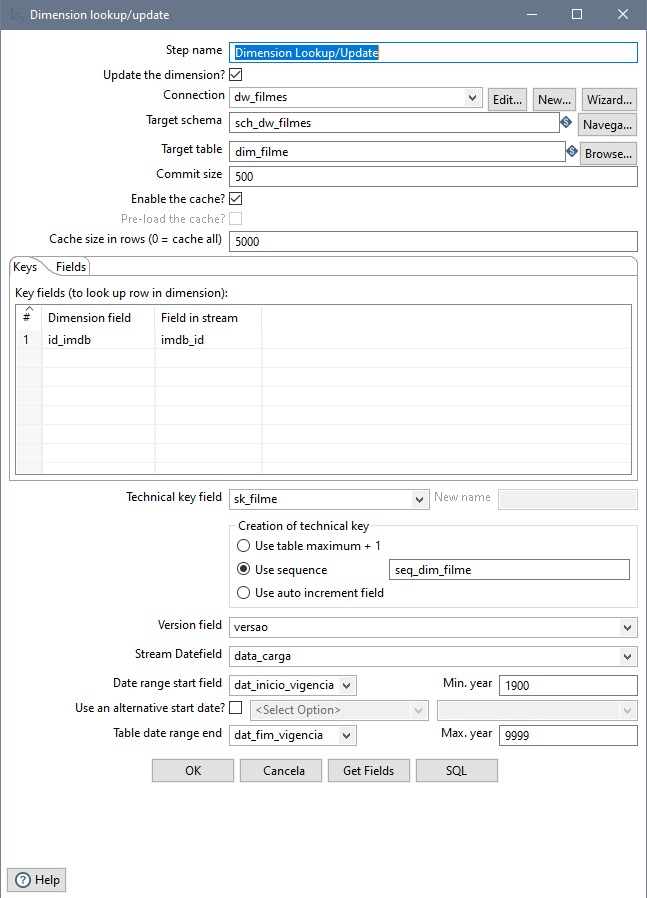 Dimension lookup/update
Step name Dimension Lookup/Update
Update the dimension?
Connection dw_filmes Edit... New... Wizard...
Target schema sch_dw_filmes Navega...
Target table dim_filme Browse...
Commit size 500
Enable the cache?
Pre-load the cache?
Cache size in rows (0 = cache all) 5000
Keys Fields
Key fields (to look up row in dimension):
# Dimension field Field in stream
1 id_imdb imdb_id
Technical key field sk_filme New name
Creation of technical key
Use table maximum + 1
Use sequence seq_dim_filme
Use auto increment field
Version field versao
Stream Datefield data_carga
Date range start field dat_inicio_vigencia Min. year 1900
Use an alternative start date? <Select Option>
Table date range end dat_fim_vigencia Max. year 9999
OK Cancela Get Fields SQL
Help